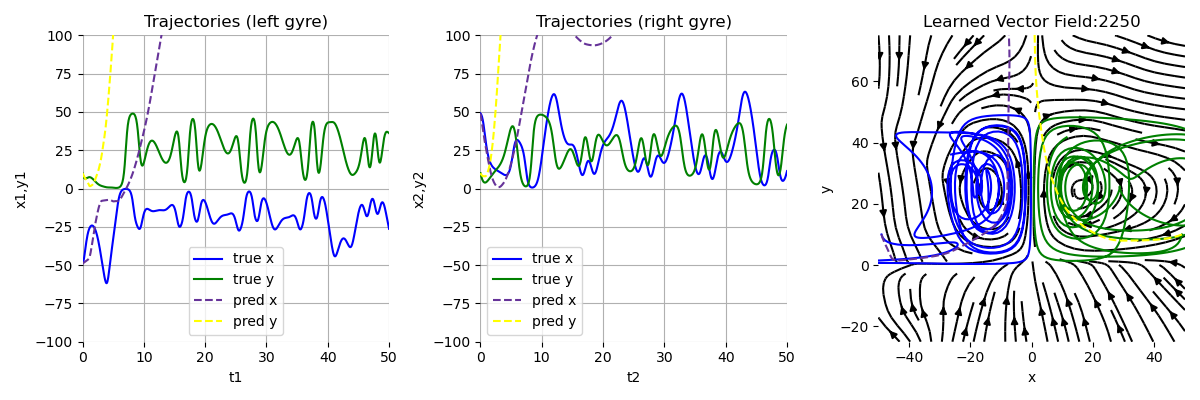 Trajectories (left gyre)
x1,y1
100
75
50
25
0
−25
−50
−75
−100
true x
true y
pred x
pred y
0
10
20
30
40
50
t1
Trajectories (right gyre)
x2,y2
100
75
50
25
0
−25
−50
−75
−100
true x
true y
pred x
pred y
0
10
20
30
40
50
t2
Learned Vector Field:2250
y
60
40
20
0
−20
−40
−20
0
20
40
x